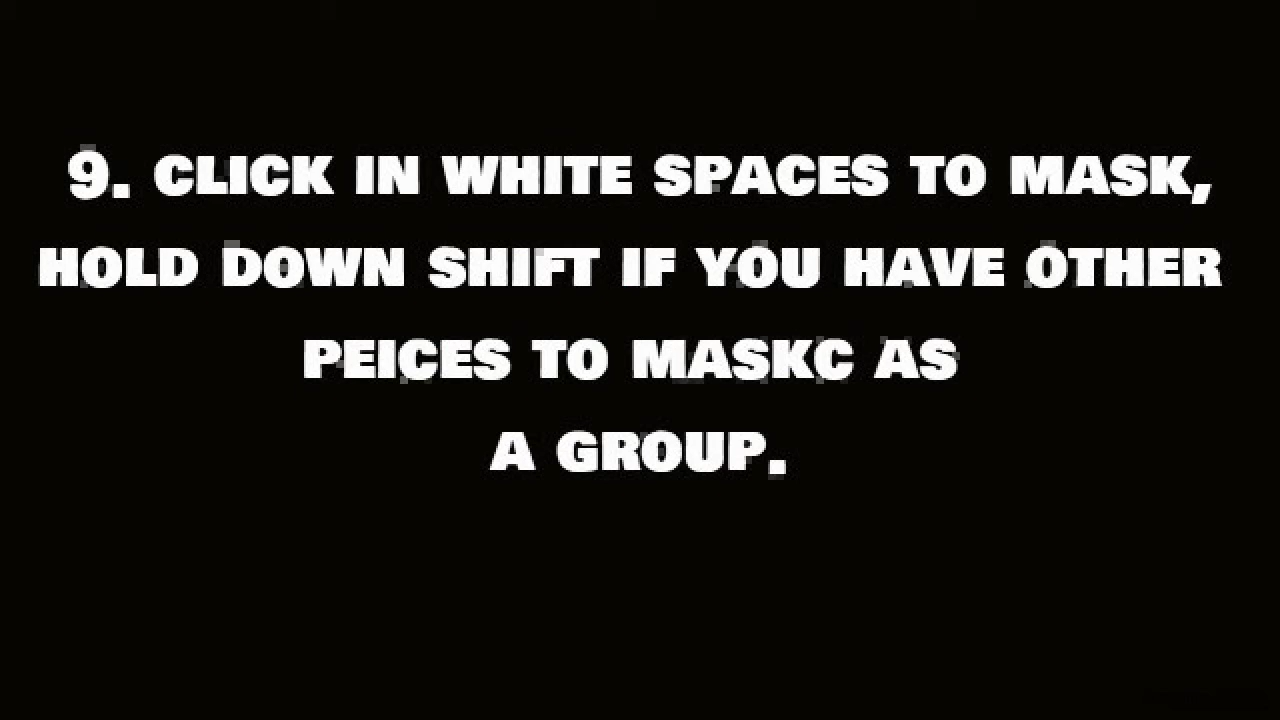 9. CLICK IN WHITE SPACES TO MASK,
HOLD DOWN SHIFT IF YOU HAVE OTHER
PEICES TO MASKC AS
A GROUP.